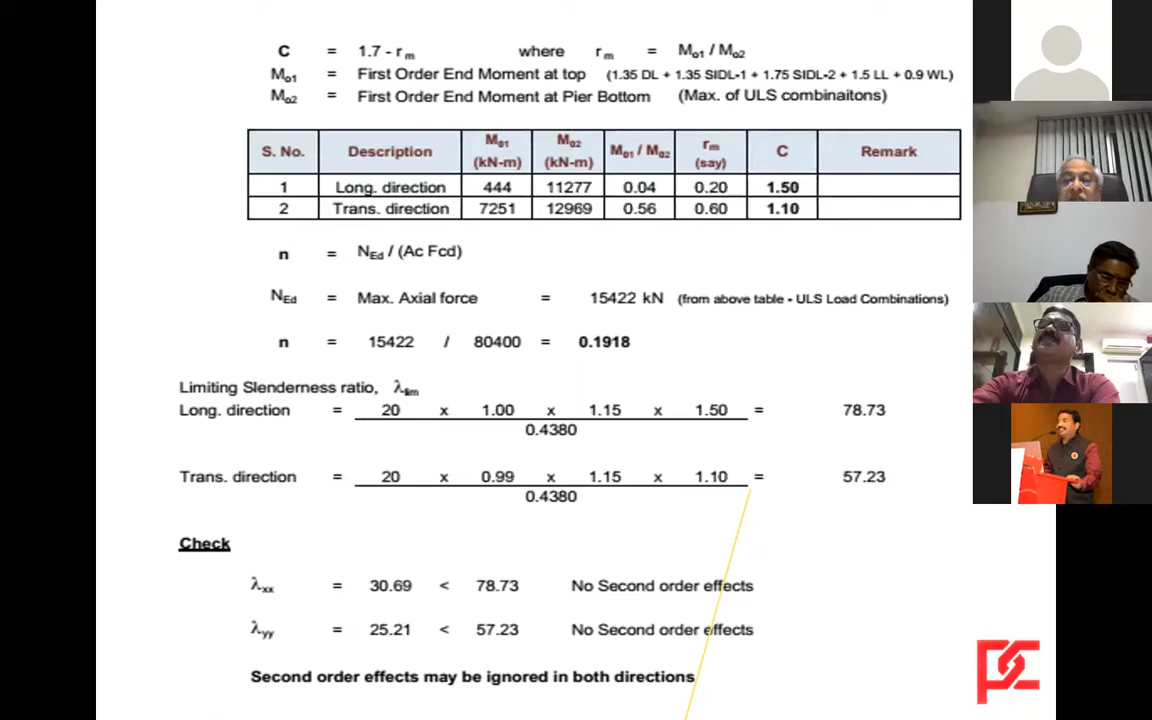 C = 1.7 - rm where rm = Mo1 / Mo2
Mo1 = First Order End Moment at top (1.35 DL + 1.35 SIDL-1 + 1.75 SIDL-2 + 1.5 LL + 0.9 WL)
Mo2 = First Order End Moment at Pier Bottom (Max. of ULS combinaitons)
S. No. Description M01 (kN-m) M02 (kN-m) M01 / M02 rm (say) C Remark
1 Long. direction 444 11277 0.04 0.20 1.50
2 Trans. direction 7251 12969 0.56 0.60 1.10
n = NEd / (Ac Fcd)
NEd = Max. Axial force = 15422 kN (from above table - ULS Load Combinations)
n = 15422 / 80400 = 0.1918
Limiting Slenderness ratio, λlim
Long. direction = 20 x 1.00 x 1.15 x 1.50 = 78.73
0.4380
Trans. direction = 20 x 0.99 x 1.15 x 1.10 = 57.23
0.4380
Check
λxx = 30.69 < 78.73 No Second order effects
λyy = 25.21 < 57.23 No Second order effects
Second order effects may be ignored in both directions